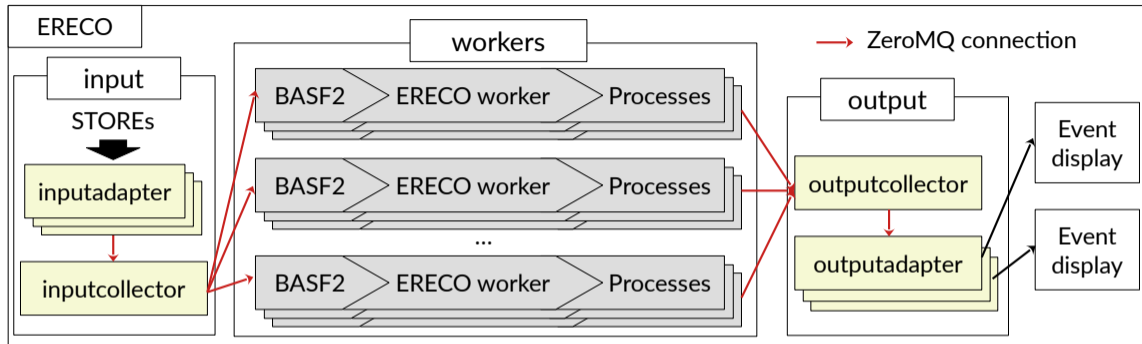 ERECO
input
STOREs
inputadapter
inputcollector
workers
BASF2 ERECO worker Processes
BASF2 ERECO worker Processes
...
BASF2 ERECO worker Processes
ZeroMQ connection
output
outputcollector
outputadapter
Event
display
Event
display